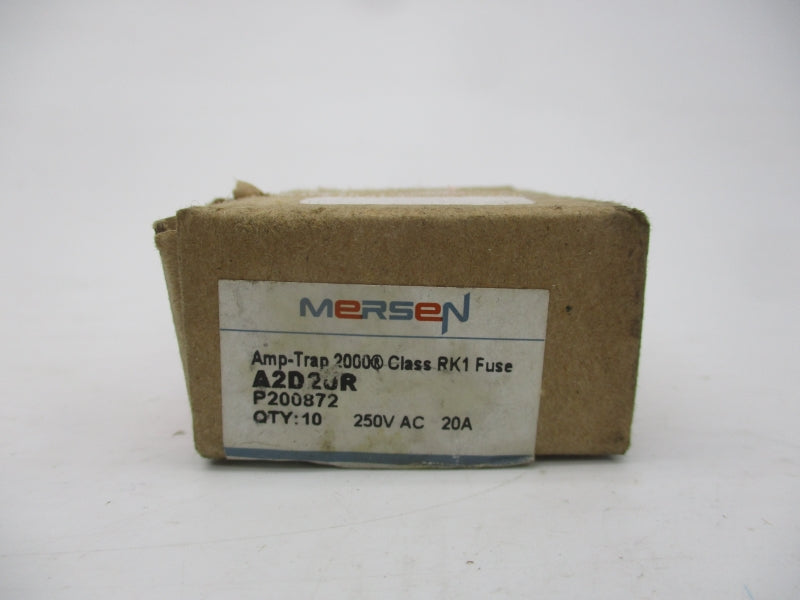 MERSEN
Amp-Trap 2000® Class RK1 Fuse
A2D20R
P200872
QTY:10 250V AC 20A